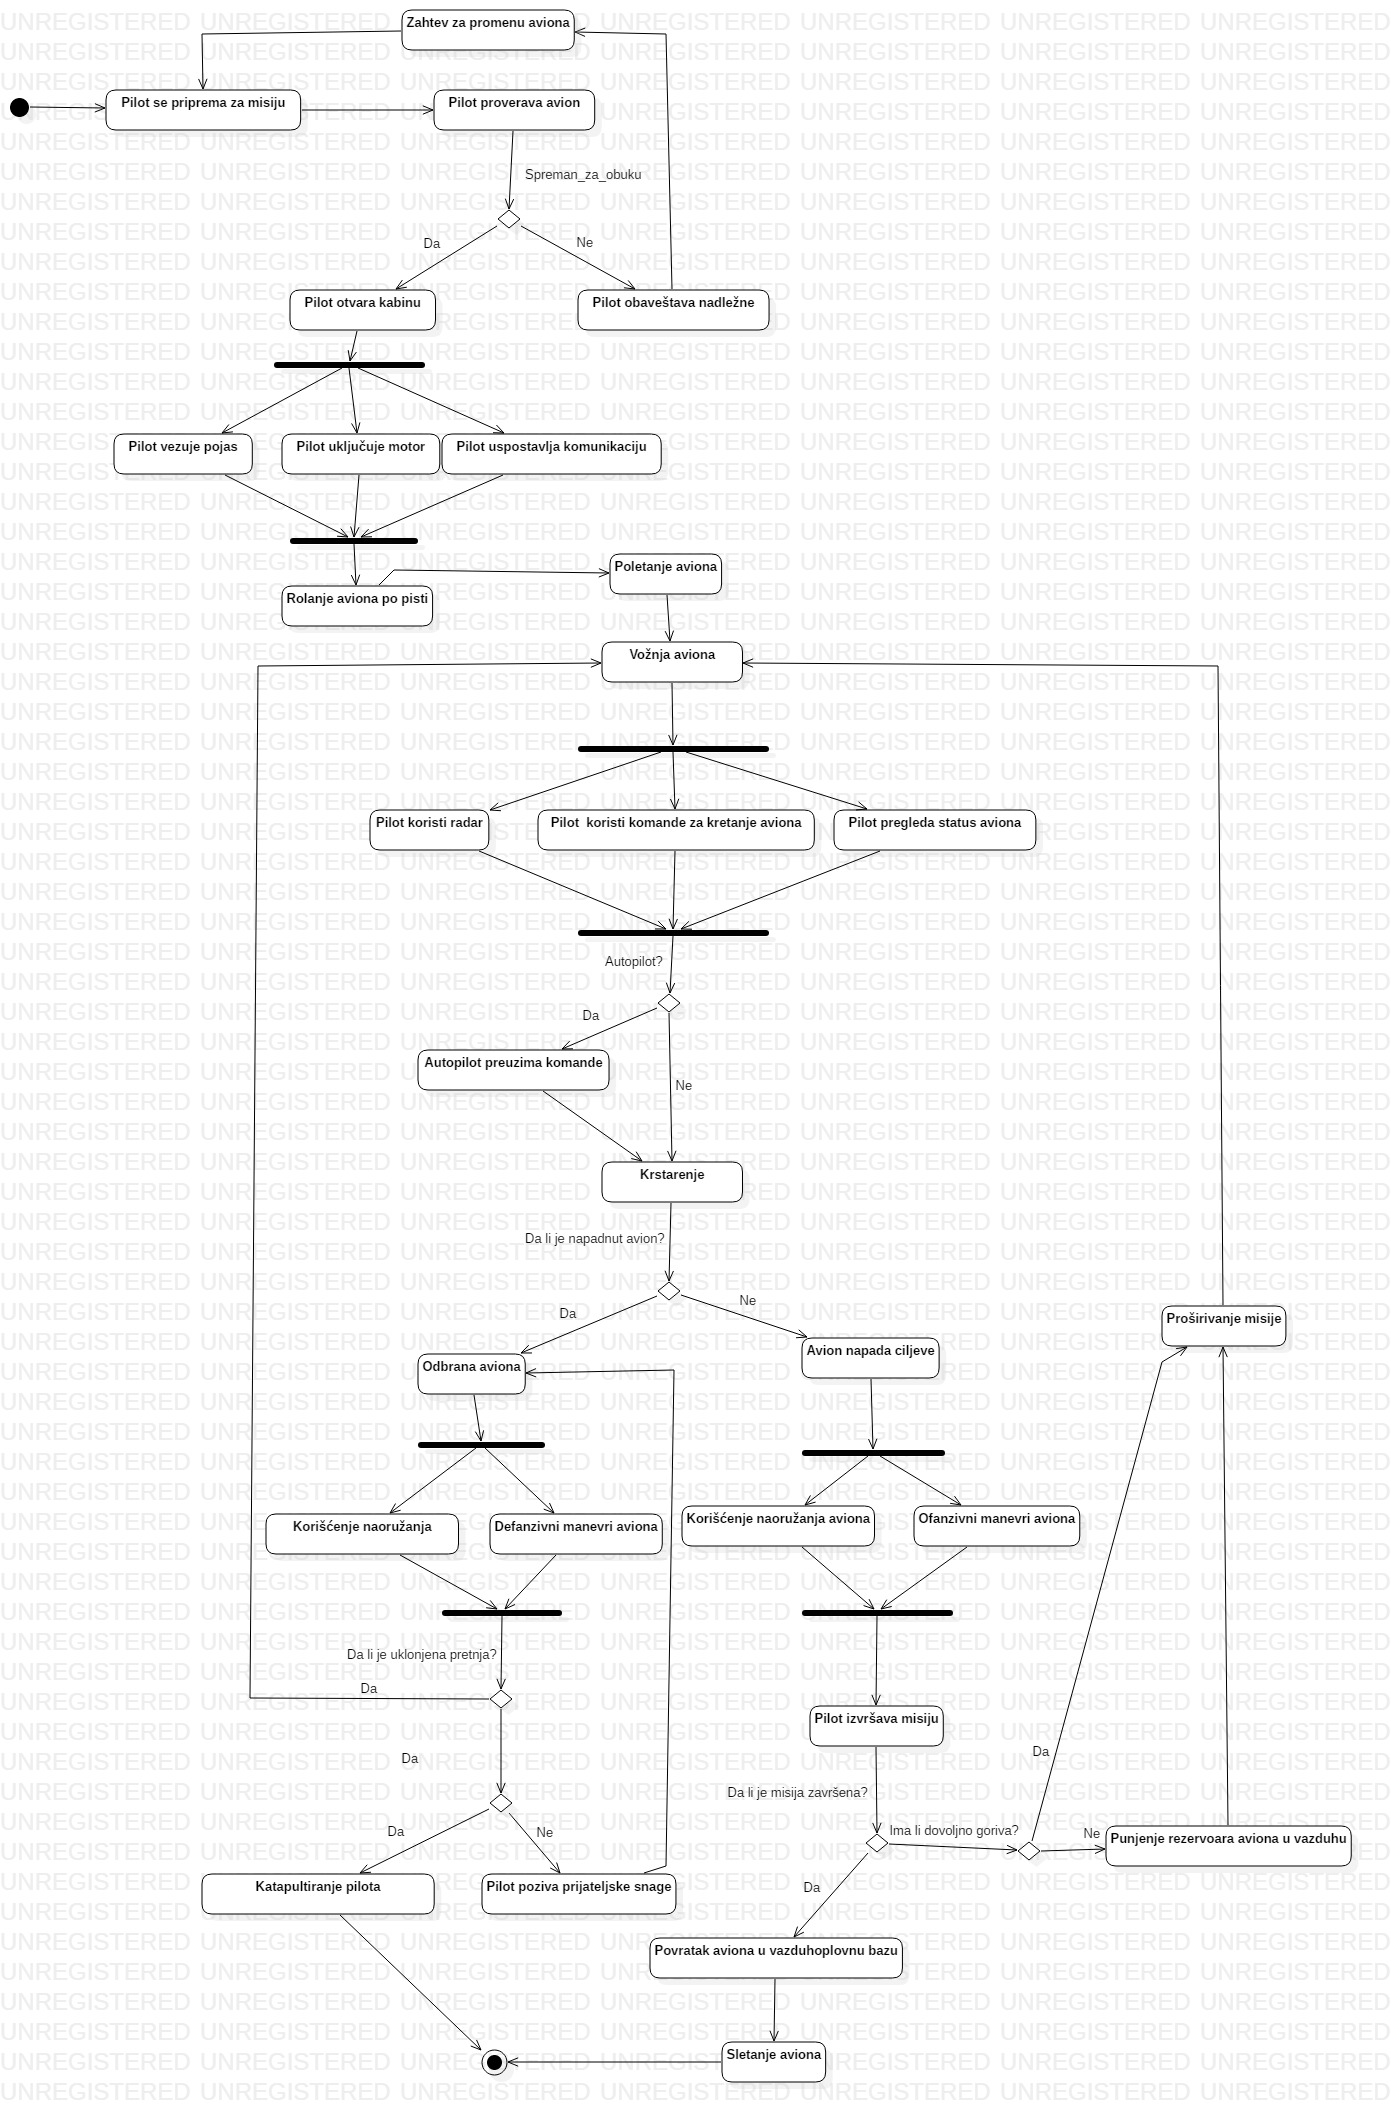 Zahtev za promenu aviona
Pilot se priprema za misiju
Pilot proverava avion
Spreman_za_obuku
Da
Ne
Pilot otvara kabinu
Pilot obaveštava nadležne
Pilot vezuje pojas
Pilot uključuje motor
Pilot uspostavlja komunikaciju
Poletanje aviona
Rolanje aviona po pisti
Vožnja aviona
Pilot koristi radar
Pilot  koristi komande za kretanje aviona
Pilot pregleda status aviona
Autopilot?
Da
Autopilot preuzima komande
Ne
Krstarenje
Da li je napadnut avion?
Da
Ne
Proširivanje misije
Odbrana aviona
Avion napada ciljeve
Korišćenje naoružanja
Defanzivni manevri aviona
Korišćenje naoružanja aviona
Ofanzivni manevri aviona
Da li je uklonjena pretnja?
Da
Pilot izvršava misiju
Da
Da
Da li je misija završena?
Da
Ne
Ima li dovoljno goriva?
Ne
Punjenje rezervoara aviona u vazduhu
Katapultiranje pilota
Pilot poziva prijateljske snage
Da
Povratak aviona u vazduhoplovnu bazu
Sletanje aviona
UNREGISTERED